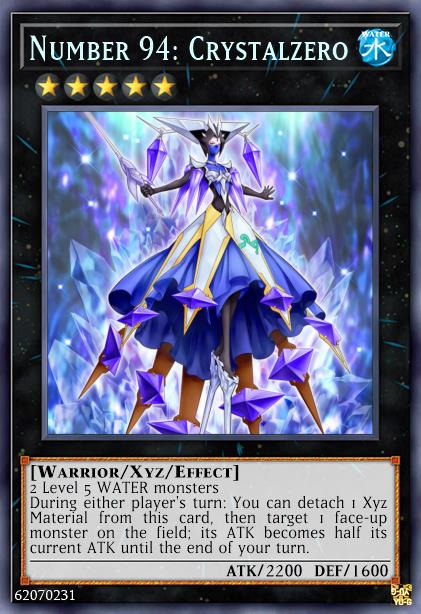 NUMBER 94: CRYSTALZERO
WATER
水
[WARRIOR/XYZ/EFFECT]
2 Level 5 WATER monsters
During either player's turn: You can detach 1 Xyz
Material from this card, then target 1 face-up
monster on the field; its ATK becomes half its
current ATK until the end of your turn.
ATK/2200 DEF/1600
62070231